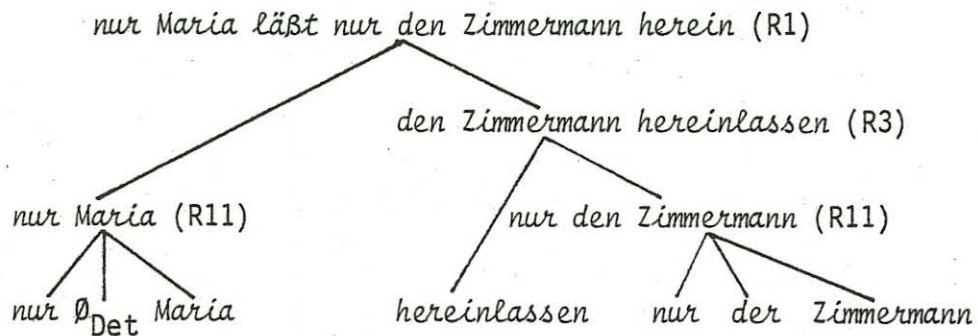 nur Maria läßt nur den Zimmermann herein (R1)
den Zimmermann hereinlassen (R3)
nur Maria (R11) nur den Zimmermann (R11)
nur Ø_Det Maria hereinlassen nur der Zimmermann